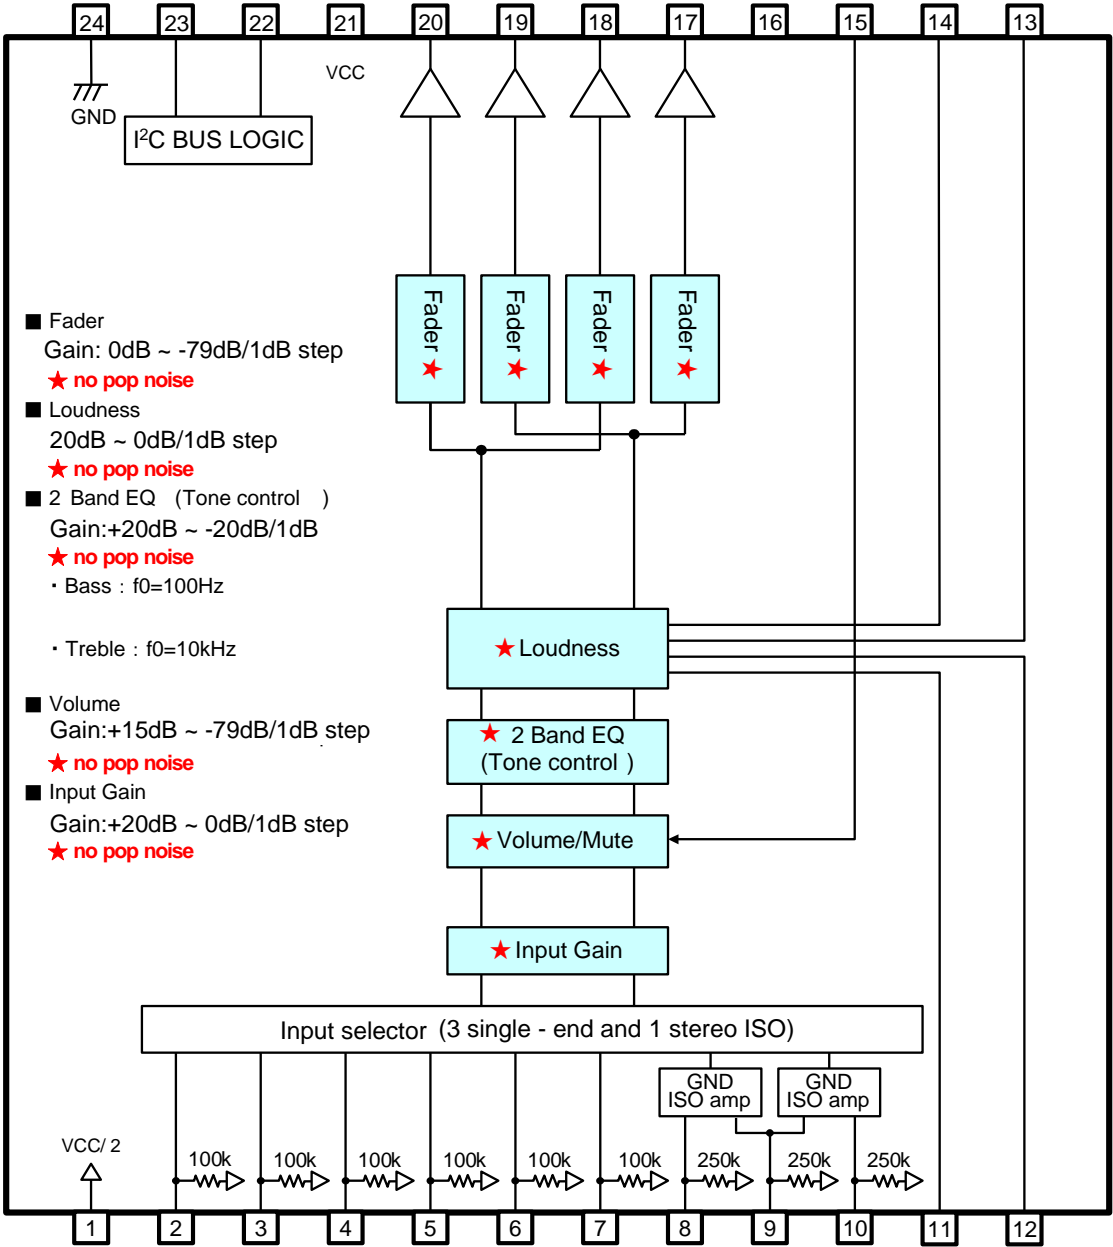 24 23 22 21 20 19 18 17 16 15 14 13
VCC
GND
I²C BUS LOGIC
Fader Fader Fader Fader
■ Fader
Gain: 0dB ~ -79dB/1dB step
★ no pop noise
■ Loudness
20dB ~ 0dB/1dB step
★ no pop noise
■ 2 Band EQ (Tone control )
Gain:+20dB ~ -20dB/1dB
★ no pop noise
・Bass : f0=100Hz
・Treble : f0=10kHz
■ Volume
Gain:+15dB ~ -79dB/1dB step
★ no pop noise
■ Input Gain
Gain:+20dB ~ 0dB/1dB step
★ no pop noise
★ Loudness
★ 2 Band EQ
(Tone control )
★ Volume/Mute
★ Input Gain
Input selector (3 single - end and 1 stereo ISO)
GND
ISO amp
GND
ISO amp
VCC/ 2
100k 100k 100k 100k 100k 100k 250k 250k 250k
1 2 3 4 5 6 7 8 9 10 11 12